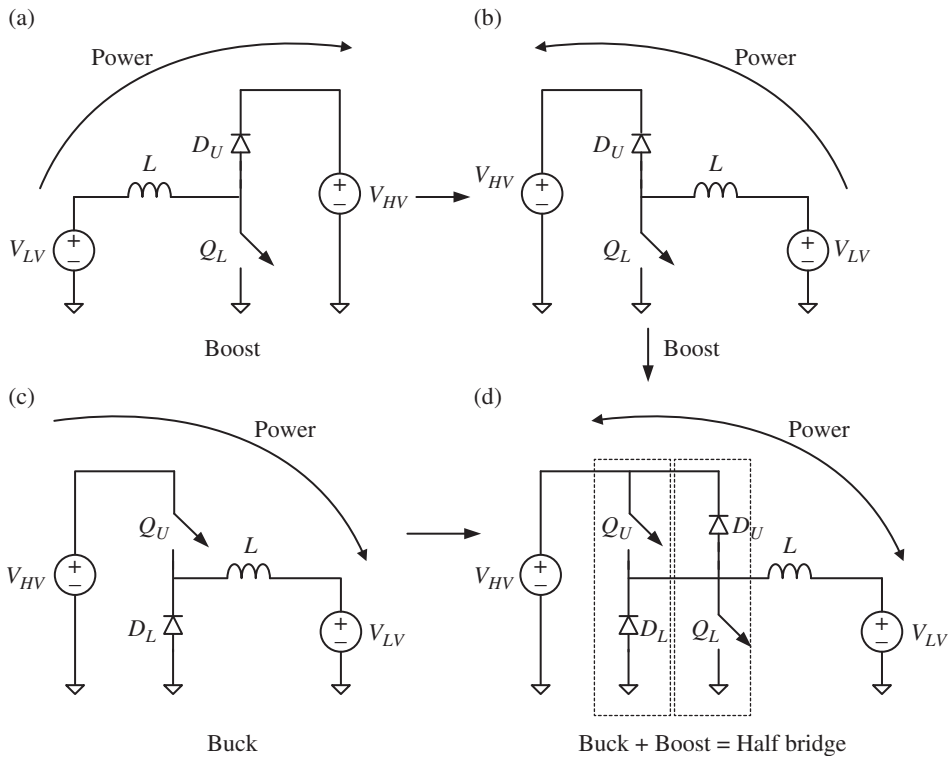 (a)
Power
D_U
L
V_HV
+
−
V_LV
+
−
Q_L
Boost
(b)
Power
D_U
L
V_HV
+
−
Q_L
+
−
V_LV
Boost
(c)
Power
Q_U
L
V_HV
+
−
D_L
+
−
V_LV
Buck
(d)
Power
Q_U
D_U
L
V_HV
+
−
D_L
Q_L
+
−
V_LV
Buck + Boost = Half bridge